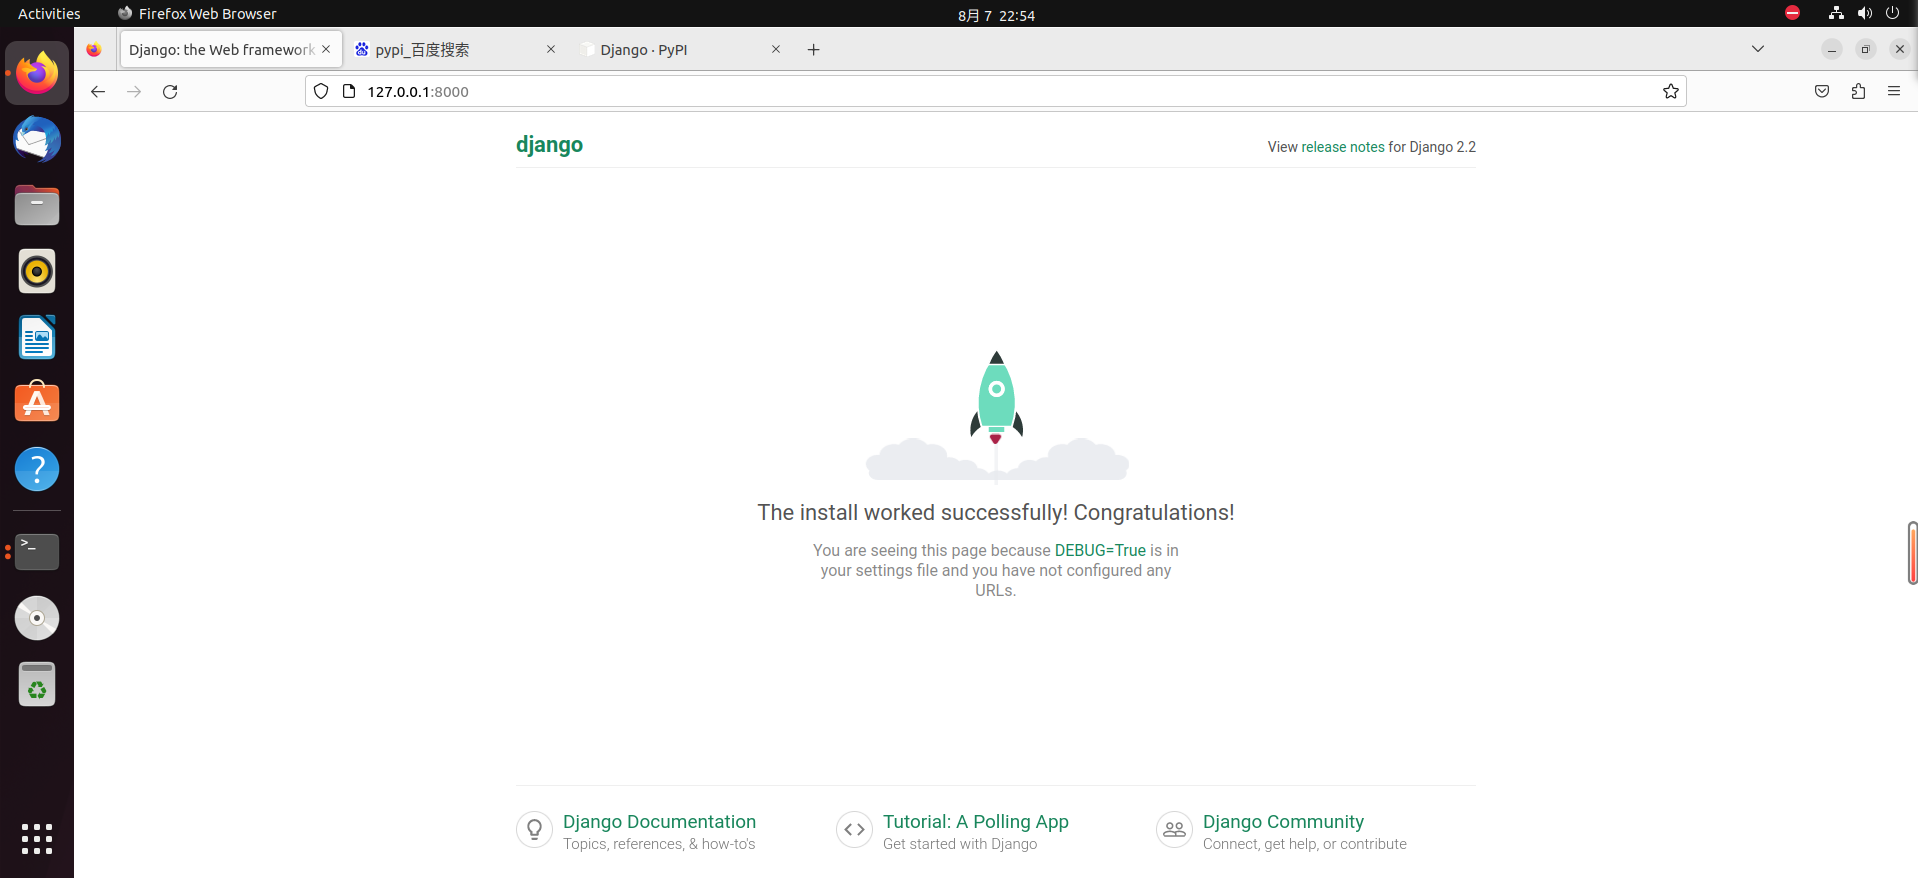 Activities
Firefox Web Browser
8月 7 22:54
Django: the Web framework
pypi_百度搜索
Django · PyPI
127.0.0.1:8000
django
View release notes for Django 2.2
The install worked successfully! Congratulations!
You are seeing this page because DEBUG=True is in
your settings file and you have not configured any
URLs.
Django Documentation
Topics, references, & how-to's
Tutorial: A Polling App
Get started with Django
Django Community
Connect, get help, or contribute